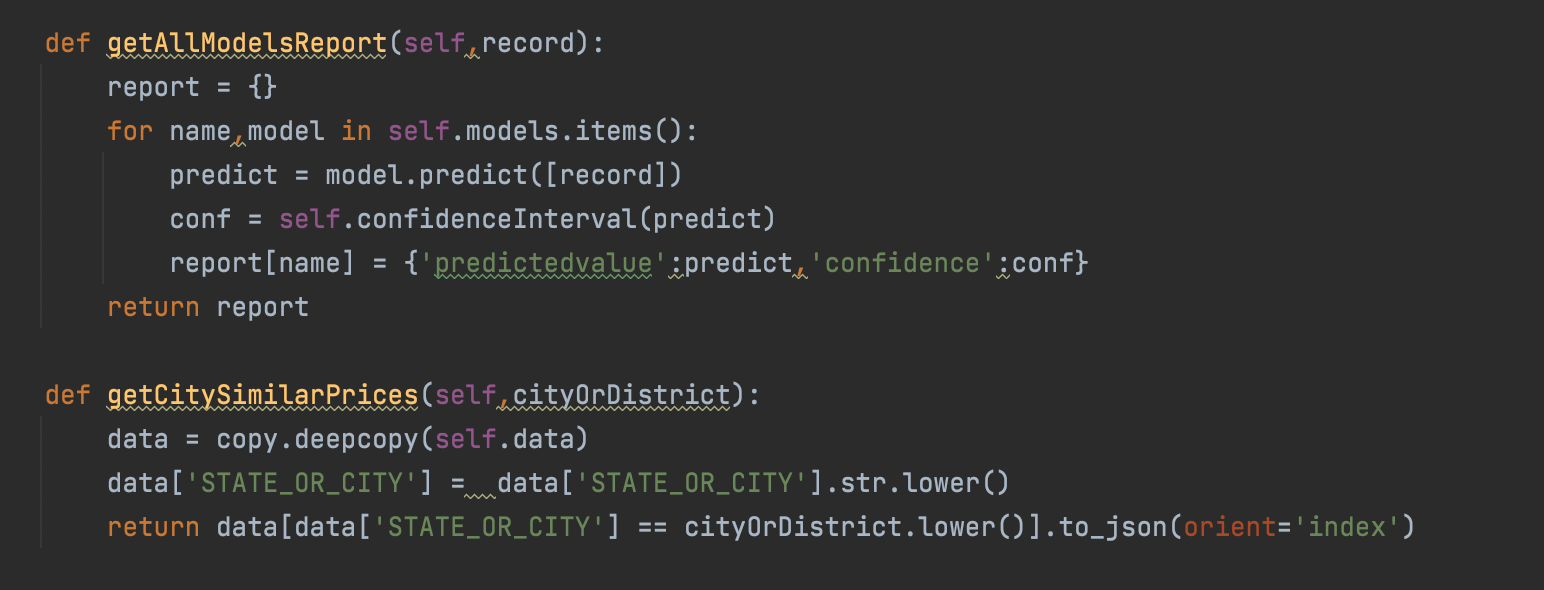 def getAllModelsReport(self,record):
    report = {}
    for name,model in self.models.items():
        predict = model.predict([record])
        conf = self.confidenceInterval(predict)
        report[name] = {'predictedvalue':predict,'confidence':conf}
    return report

def getCitySimilarPrices(self,cityOrDistrict):
    data = copy.deepcopy(self.data)
    data['STATE_OR_CITY'] =  data['STATE_OR_CITY'].str.lower()
    return data[data['STATE_OR_CITY'] == cityOrDistrict.lower()].to_json(orient='index')